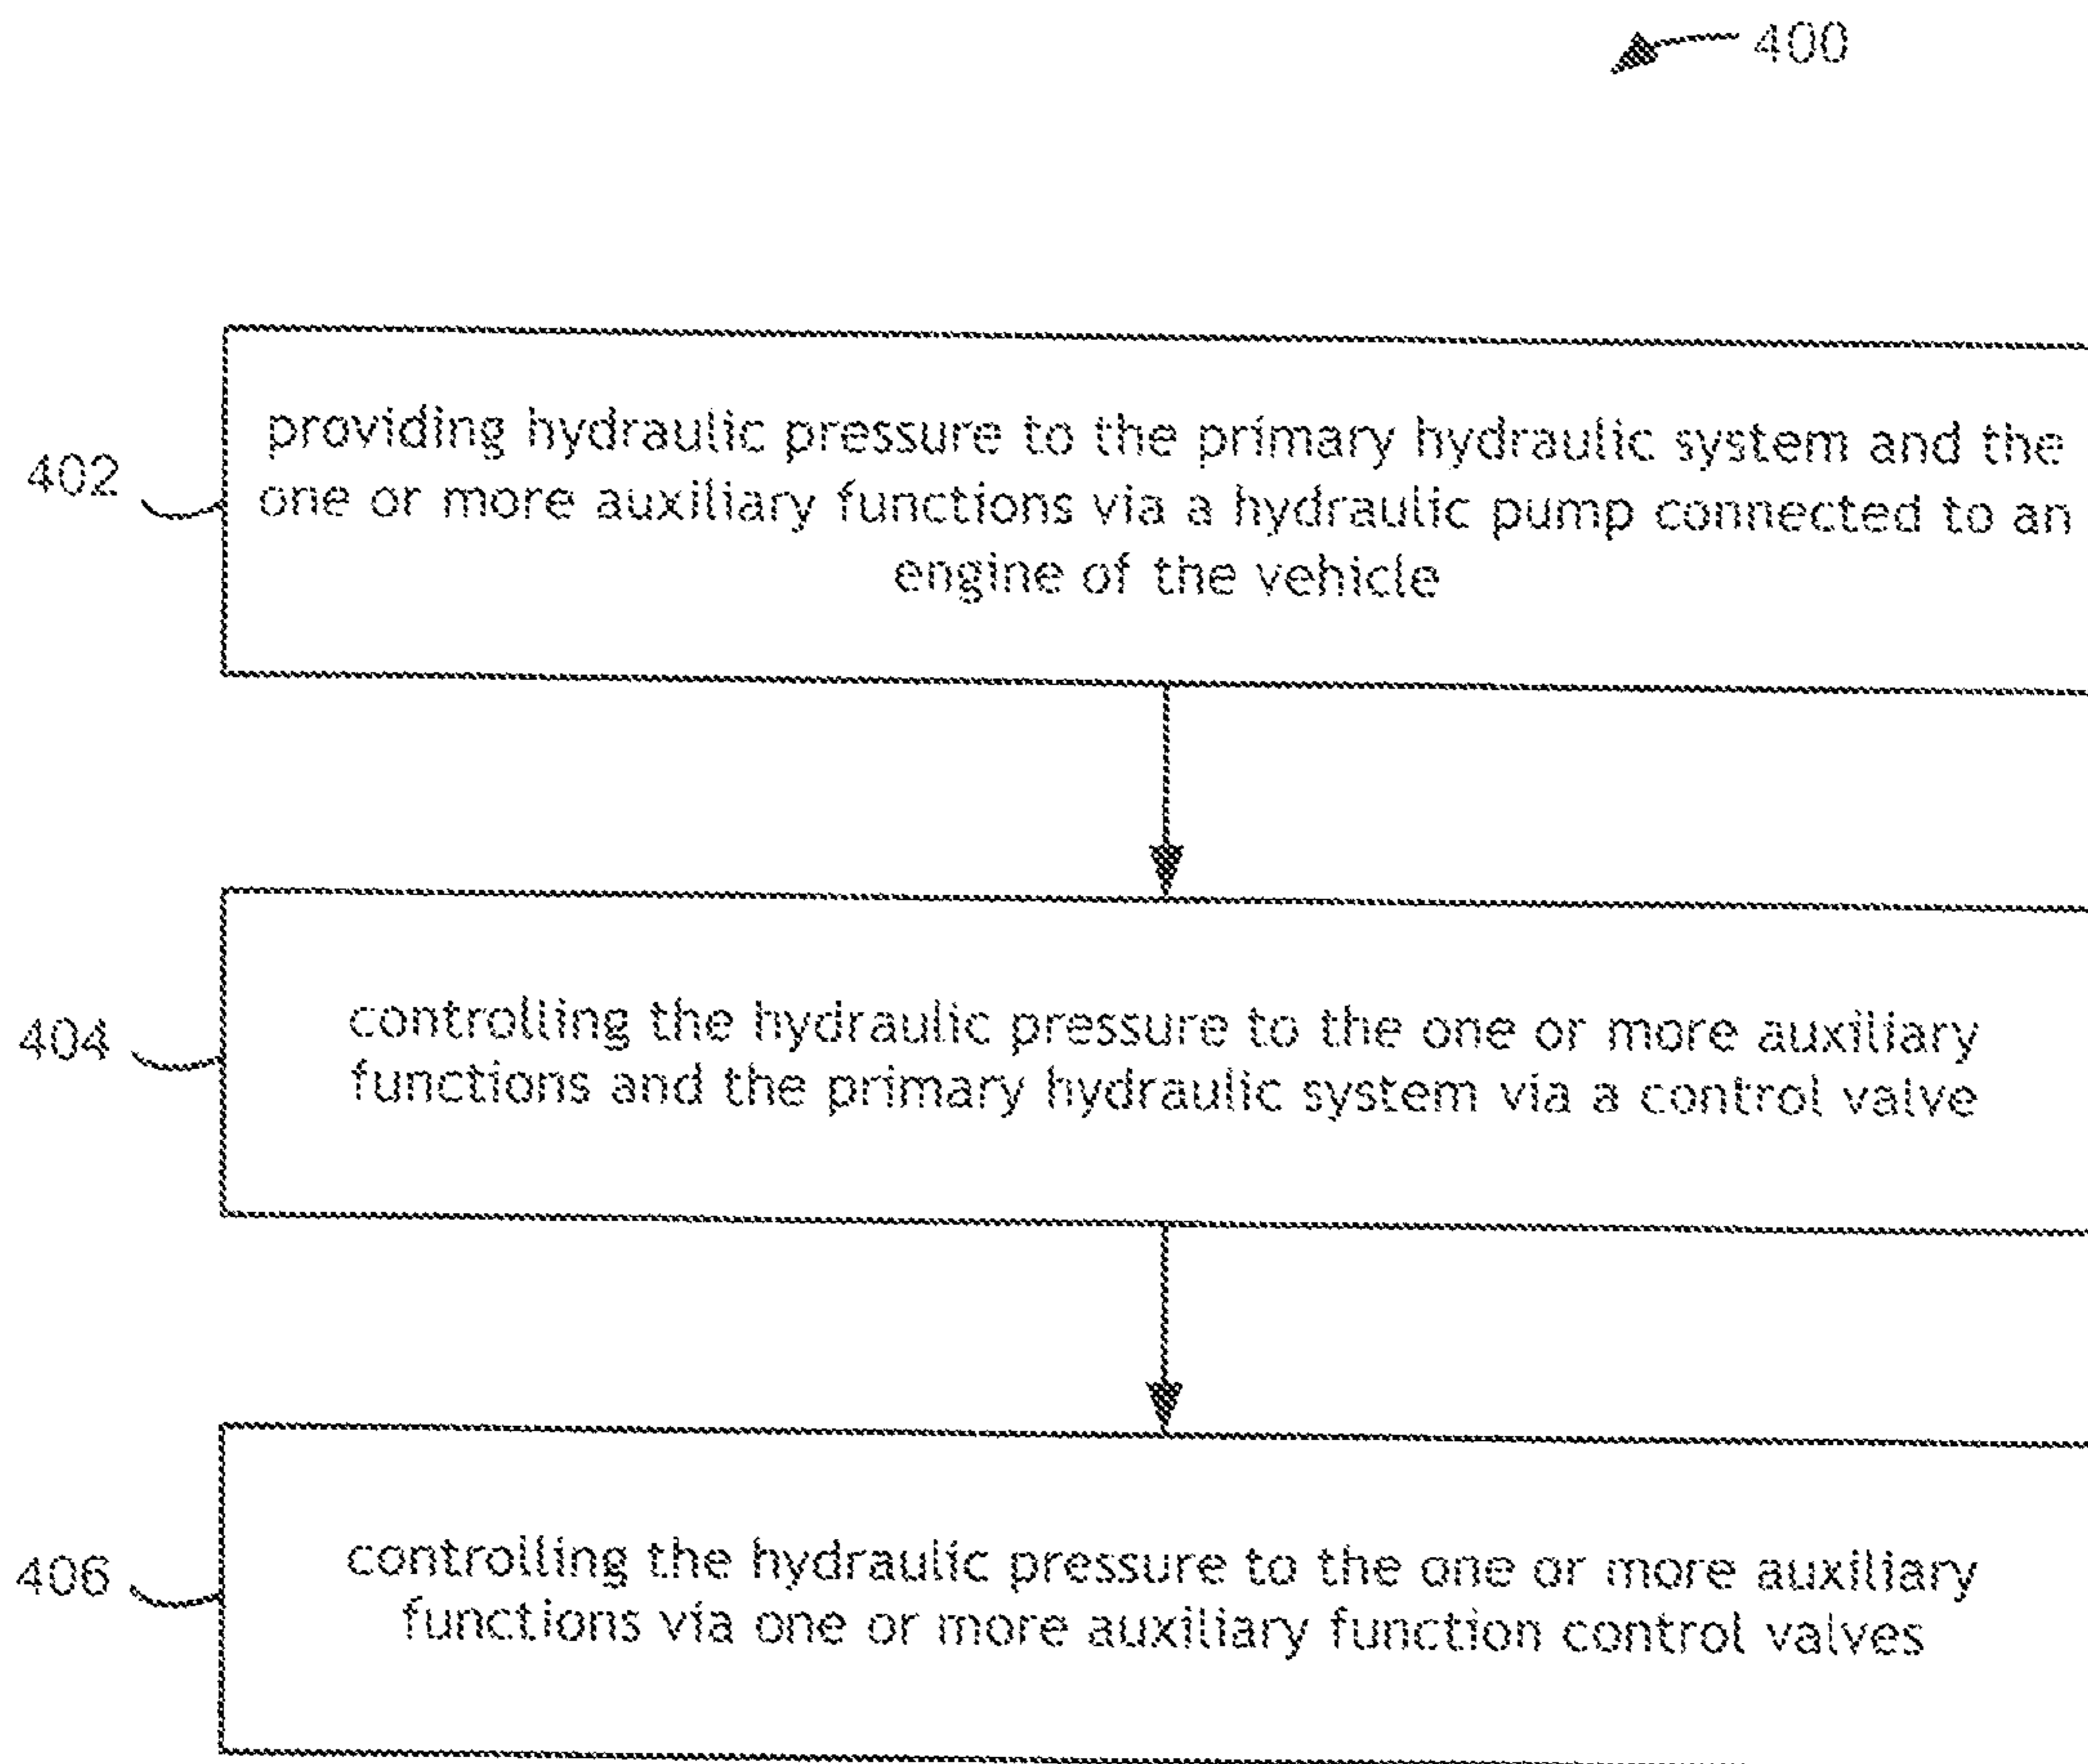 400
402
providing hydraulic pressure to the primary hydraulic system and the
one or more auxiliary functions via a hydraulic pump connected to an
engine of the vehicle
404
controlling the hydraulic pressure to the one or more auxiliary
functions and the primary hydraulic system via a control valve
406
controlling the hydraulic pressure to the one or more auxiliary
functions via one or more auxiliary function control valves